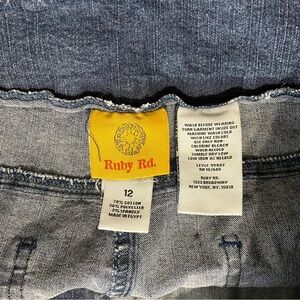 Ruby Rd.
12
78% COTTON
20% POLYESTER
2% SPANDEX
MADE IN EGYPT
WASH BEFORE WEARING
TURN GARMENT INSIDE OUT
MACHINE WASH COLD
WITH LIKE COLORS
USE ONLY NON
CHLORINE BLEACH
WHEN NEEDED
TUMBLE DRY LOW
LOW IRON AS NEEDED
RUBY RD.
1333 BROADWAY
NEW YORK, NY, 10018